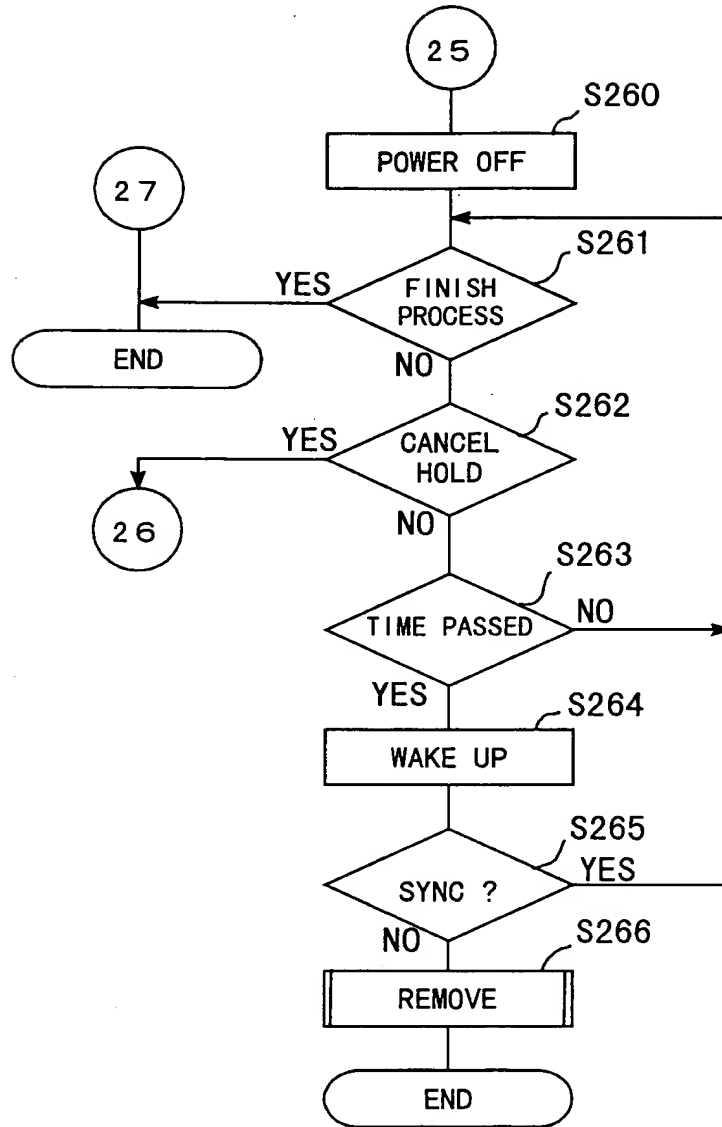 25
S260
POWER OFF
27
S261
YES
FINISH
PROCESS
END
NO
S262
YES
CANCEL
HOLD
26
NO
S263
TIME PASSED
NO
YES
S264
WAKE UP
S265
YES
SYNC ?
NO
S266
REMOVE
END